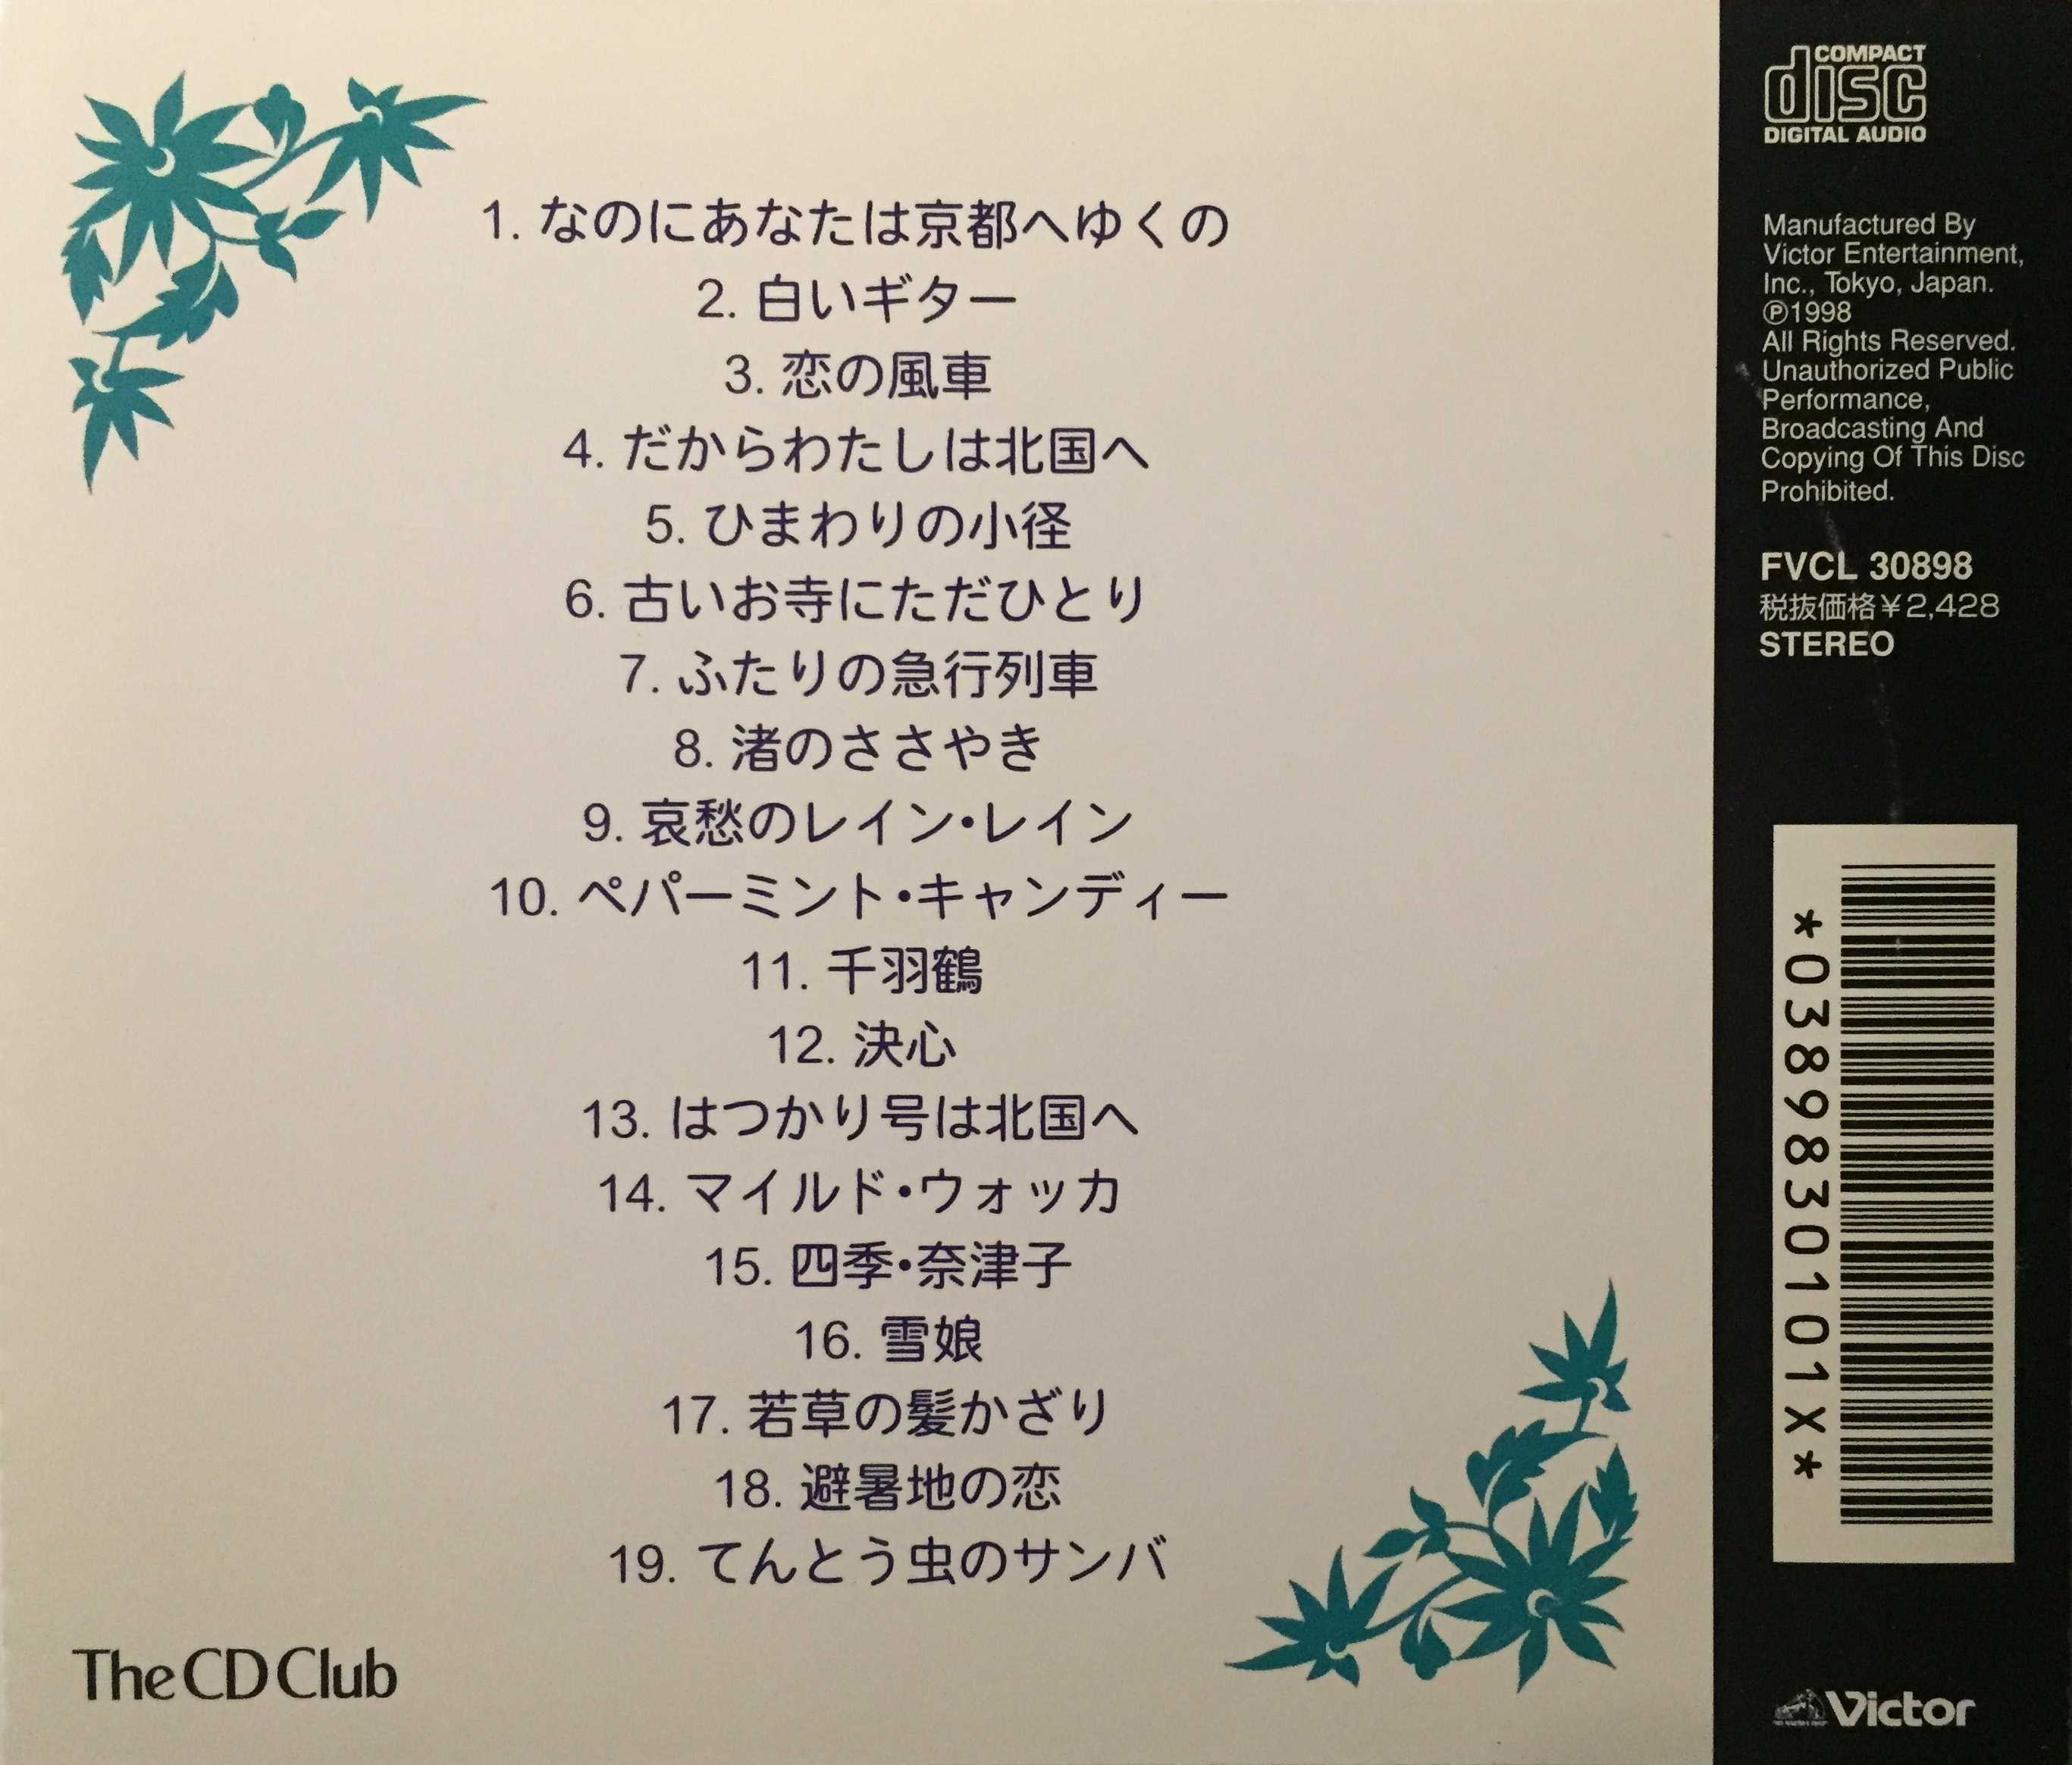 1. なのにあなたは京都へゆくの
2. 白いギター
3. 恋の風車
4. だからわたしは北国へ
5. ひまわりの小径
6. 古いお寺にただひとり
7. ふたりの急行列車
8. 渚のささやき
9. 哀愁のレイン・レイン
10. ペパーミント・キャンディー
11. 千羽鶴
12. 決心
13. はつかり号は北国へ
14. マイルド・ウォッカ
15. 四季・奈津子
16. 雪娘
17. 若草の髪かざり
18. 避暑地の恋
19. てんとう虫のサンバ
The CD Club
COMPACT
disc
DIGITAL AUDIO
Manufactured By
Victor Entertainment,
Inc., Tokyo, Japan.
℗1998
All Rights Reserved.
Unauthorized Public
Performance,
Broadcasting And
Copying Of This Disc
Prohibited.
FVCL 30898
税抜価格¥2,428
STEREO
*0389830101X*
Victor